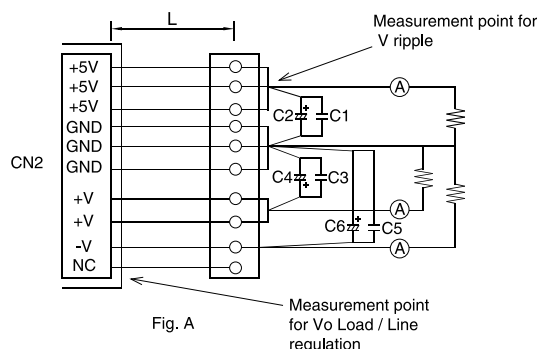 L
Measurement point for
V ripple
+5V
+5V
+5V
GND
GND
GND
+V
+V
-V
NC
CN2
C2
+
C1
C4
+
C3
C6
+
C5
A
A
A
Fig. A
Measurement point
for Vo Load / Line
regulation